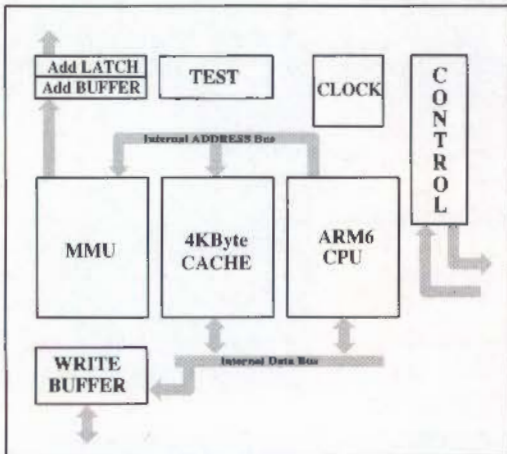 Add LATCH
Add BUFFER
TEST
CLOCK
CONTROL
Internal ADDRESS Bus
MMU
4KByte
CACHE
ARM6
CPU
Internal Data Bus
WRITE
BUFFER